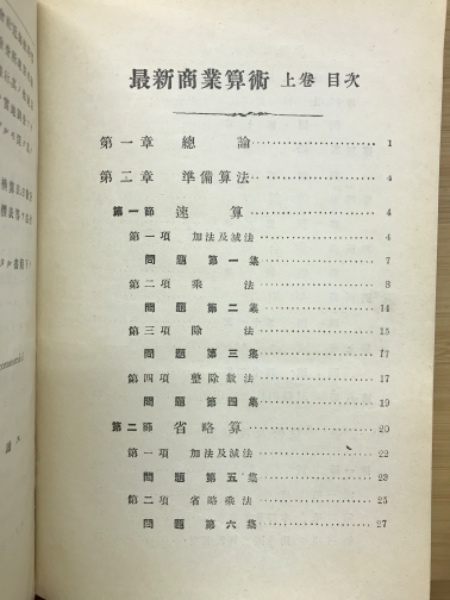 最新商業算術 上卷 目次
第一章 總論 1
第二章 準備算法 4
第一節 速算 4
第一項 加法及減法 4
問題 第一集 7
第二項 乘法 8
問題 第二集 14
第三項 除法 15
問題 第三集 17
第四項 整除數法 17
問題 第四集 19
第二節 省略算 20
第一項 加法及減法 22
問題 第五集 23
第二項 省略乘法 25
問題 第六集 27